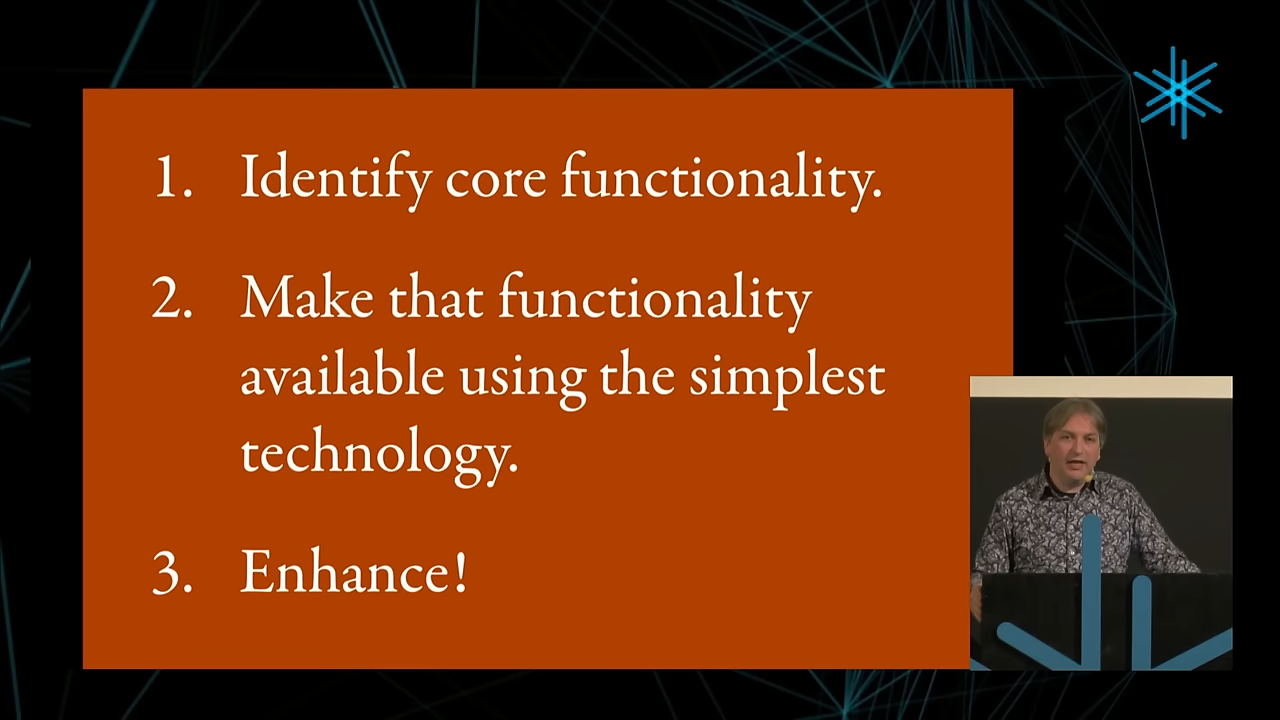 1. Identify core functionality.
2. Make that functionality
available using the simplest
technology.
3. Enhance!